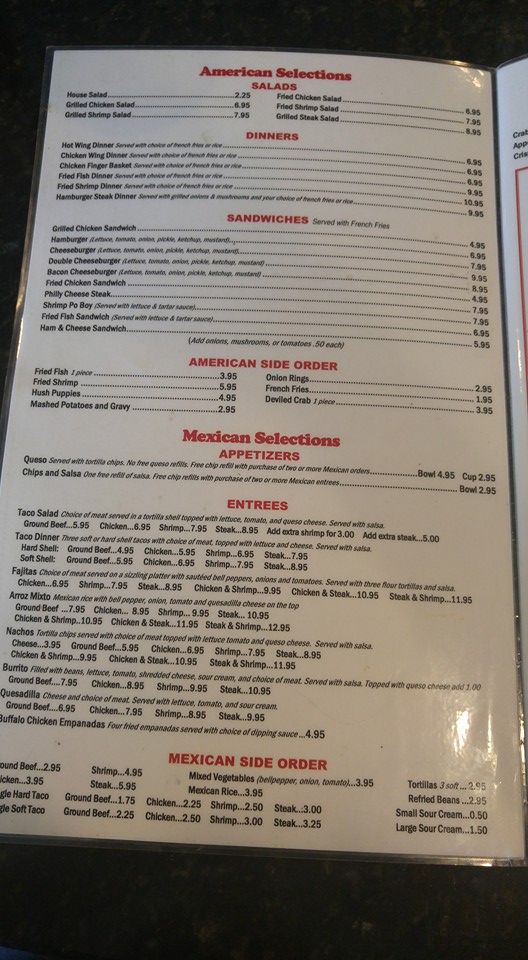 American Selections
SALADS
House Salad...2.25 Fried Chicken Salad...6.95
Grilled Chicken Salad...6.95 Fried Shrimp Salad...7.95
Grilled Shrimp Salad...7.95 Grilled Steak Salad...8.95
DINNERS
Hot Wing Dinner Served with choice of french fries or rice...6.95
Chicken Wing Dinner Served with choice of french fries or rice...6.95
Chicken Finger Basket Served with choice of french fries or rice...6.95
Fried Fish Dinner Served with choice of french fries or rice...9.95
Fried Shrimp Dinner Served with choice of french fries or rice...10.95
Hamburger Steak Dinner Served with grilled onions & mushrooms and your choice of french fries or rice...9.95
SANDWICHES Served with French Fries
Grilled Chicken Sandwich...4.95
Hamburger (Lettuce, tomato, onion, pickle, ketchup, mustard)...6.95
Cheeseburger (Lettuce, tomato, onion, pickle, ketchup, mustard)...7.95
Double Cheeseburger (Lettuce, tomato, onion, pickle, ketchup, mustard)...9.95
Bacon Cheeseburger (Lettuce, tomato, onion, pickle, ketchup, mustard)...8.95
Fried Chicken Sandwich...4.95
Philly Cheese Steak...7.95
Shrimp Po Boy (Served with lettuce & tartar sauce)...7.95
Fried Fish Sandwich (Served with lettuce & tartar sauce)...6.95
Ham & Cheese Sandwich...5.95
(Add onions, mushrooms, or tomatoes .50 each)
AMERICAN SIDE ORDER
Fried Fish 1 piece...3.95 Onion Rings...2.95
Fried Shrimp...5.95 French Fries...1.95
Hush Puppies...4.95 Deviled Crab 1 piece...3.95
Mashed Potatoes and Gravy...2.95
Mexican Selections
APPETIZERS
Queso Served with tortilla chips. No free queso refills. Free chip refill with purchase of two or more Mexican orders...Bowl 4.95 Cup 2.95
Chips and Salsa One free refill of salsa. Free chip refills with purchase of two or more Mexican entrees...Bowl 2.95
ENTREES
Taco Salad Choice of meat served in a tortilla shell topped with lettuce, tomato, and queso cheese. Served with salsa.
Ground Beef...5.95 Chicken...6.95 Shrimp...7.95 Steak...8.95 Add extra shrimp for 3.00 Add extra steak...5.00
Taco Dinner Three soft or hard shell tacos with choice of meat, topped with lettuce and cheese. Served with salsa.
Hard Shell: Ground Beef...4.95 Chicken...5.95 Shrimp...6.95 Steak...7.95
Soft Shell: Ground Beef...5.95 Chicken...6.95 Shrimp...7.95 Steak...8.95
Fajitas Choice of meat served on a sizzling platter with sautéed bell peppers, onions and tomatoes. Served with three flour tortillas and salsa.
Chicken...6.95 Shrimp...7.95 Steak...8.95 Chicken & Shrimp...9.95 Chicken & Steak...10.95 Steak & Shrimp...11.95
Arroz Mixto Mexican rice with bell pepper, onion, tomato and quesadilla cheese on the top
Ground Beef ...7.95 Chicken... 8.95 Shrimp... 9.95 Steak... 10.95
Chicken & Shrimp..10.95 Chicken & Steak...11.95 Steak & Shrimp...12.95
Nachos Tortilla chips served with choice of meat topped with lettuce tomato and queso cheese. Served with salsa.
Cheese...3.95 Ground Beef...5.95 Chicken...6.95 Shrimp...7.95 Steak...8.95
Chicken & Shrimp...9.95 Chicken & Steak...10.95 Steak & Shrimp...11.95
Burrito Filled with beans, lettuce, tomato, shredded cheese, sour cream, and choice of meat. Served with salsa. Topped with queso cheese add 1.00
Ground Beef...7.95 Chicken...8.95 Shrimp...9.95 Steak...10.95
Quesadilla Cheese and choice of meat. Served with lettuce, tomato, and sour cream.
Ground Beef...6.95 Chicken...7.95 Shrimp...8.95 Steak...9.95
Buffalo Chicken Empanadas Four fried empanadas served with choice of dipping sauce...4.95
MEXICAN SIDE ORDER
ound Beef...2.95 Shrimp...4.95 Mixed Vegetables (bellpepper, onion, tomato)...3.95 Tortillas 3 soft ... 2.95
icken...3.95 Steak...5.95 Mexican Rice...3.95 Refried Beans ...2.95
gle Hard Taco Ground Beef...1.75 Chicken...2.25 Shrimp...2.50 Steak...3.00 Small Sour Cream...0.50
gle Soft Taco Ground Beef...2.25 Chicken...2.50 Shrimp...3.00 Steak...3.25 Large Sour Cream...1.50
Crab